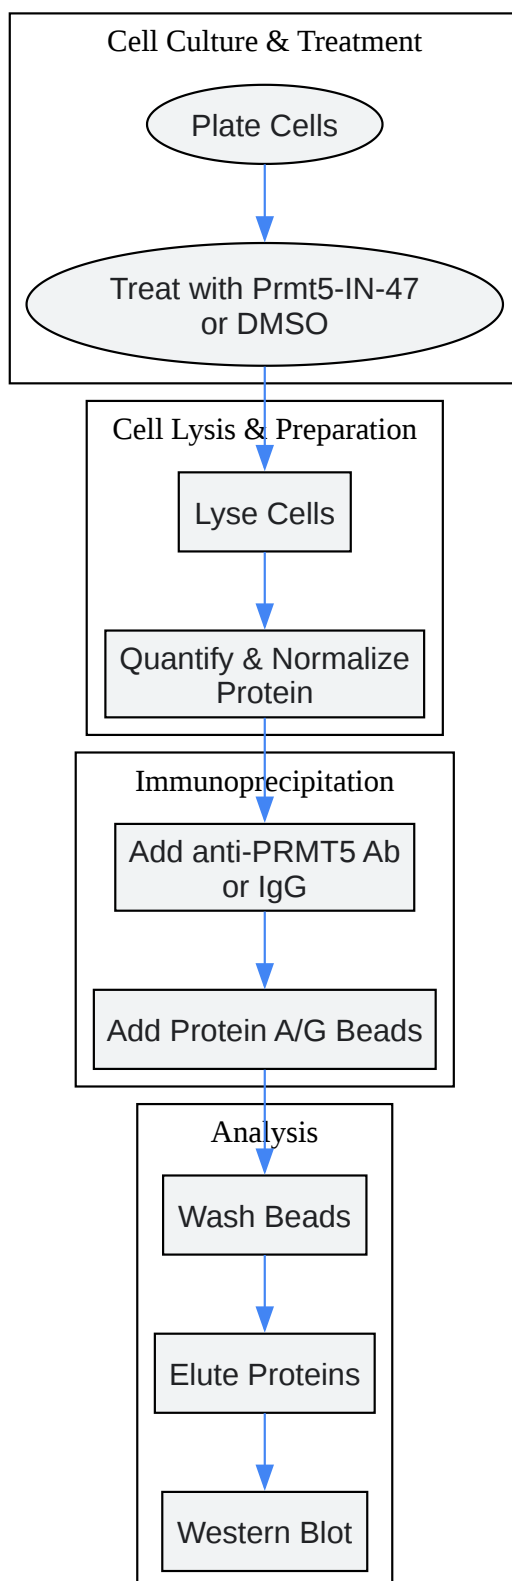 Cell Culture & Treatment
Plate Cells
Treat with Prmt5-IN-47
or DMSO
Cell Lysis & Preparation
Lyse Cells
Quantify & Normalize
Protein
Immunoprecipitation
Add anti-PRMT5 Ab
or IgG
Add Protein A/G Beads
Analysis
Wash Beads
Elute Proteins
Western Blot